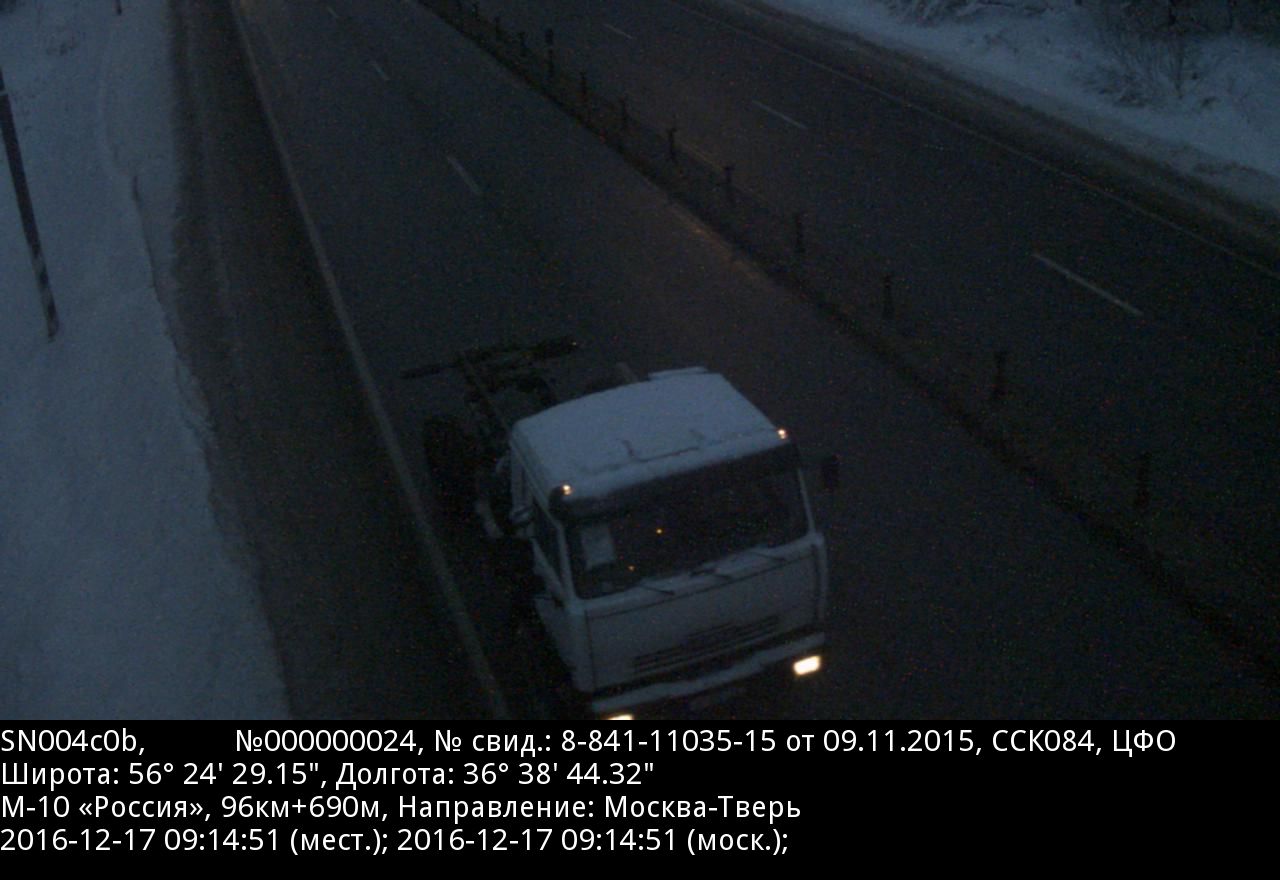 SN004c0b, №000000024, № свид.: 8-841-11035-15 от 09.11.2015, ССК084, ЦФО
Широта: 56° 24' 29.15", Долгота: 36° 38' 44.32"
М-10 «Россия», 96км+690м, Направление: Москва-Тверь
2016-12-17 09:14:51 (мест.); 2016-12-17 09:14:51 (моск.);